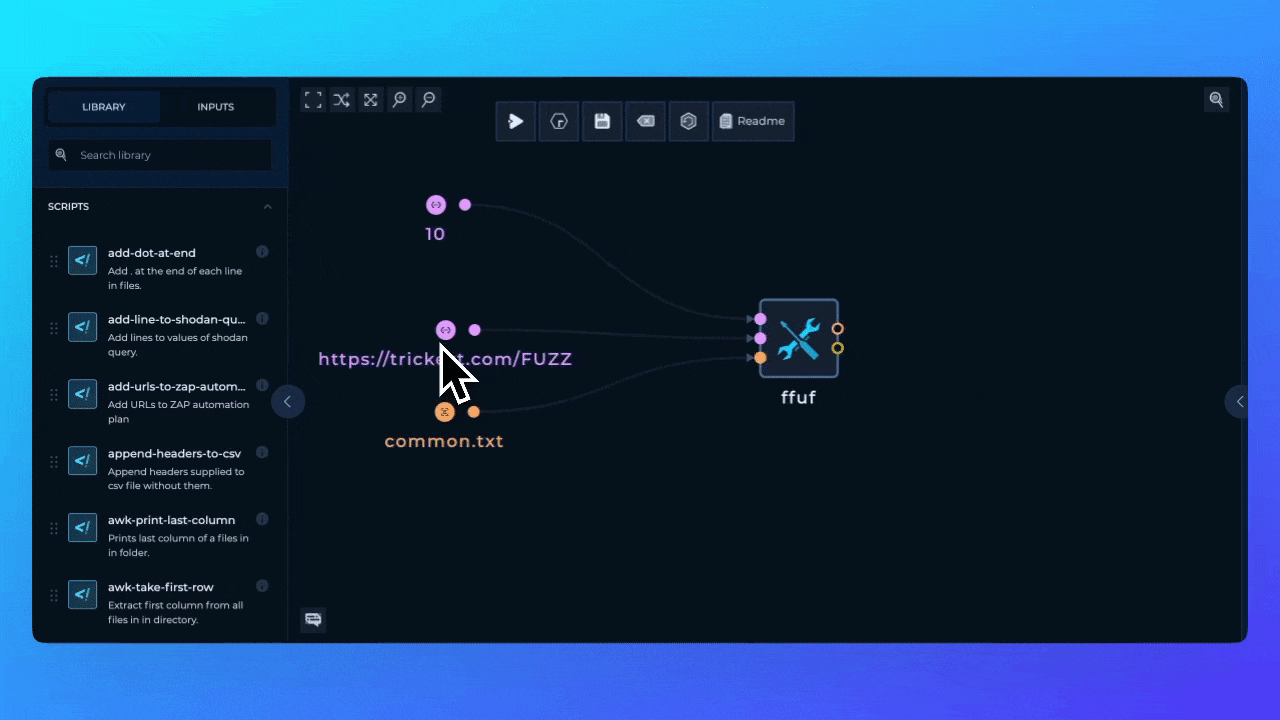 LIBRARY
INPUTS
Search library
SCRIPTS
add-dot-at-end
Add . at the end of each line
in files.
add-line-to-shodan-qu...
Add lines to values of shodan
query.
add-urls-to-zap-autom...
Add URLs to ZAP automation
plan
append-headers-to-csv
Append headers supplied to
csv file without them.
awk-print-last-column
Prints last column of a files in
in folder.
awk-take-first-row
Extract first column from all
files in in directory.
Readme
10
https://tricke t.com/FUZZ
common.txt
ffuf